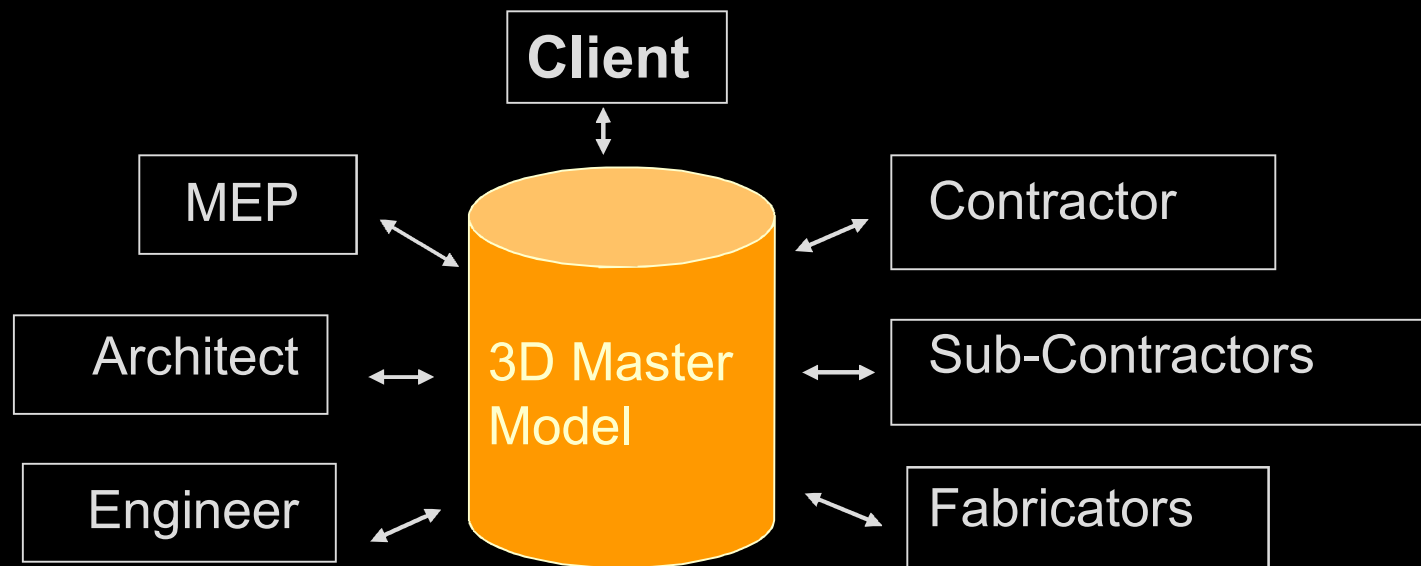 Client
MEP
Contractor
Architect
3D Master
Model
Sub-Contractors
Engineer
Fabricators